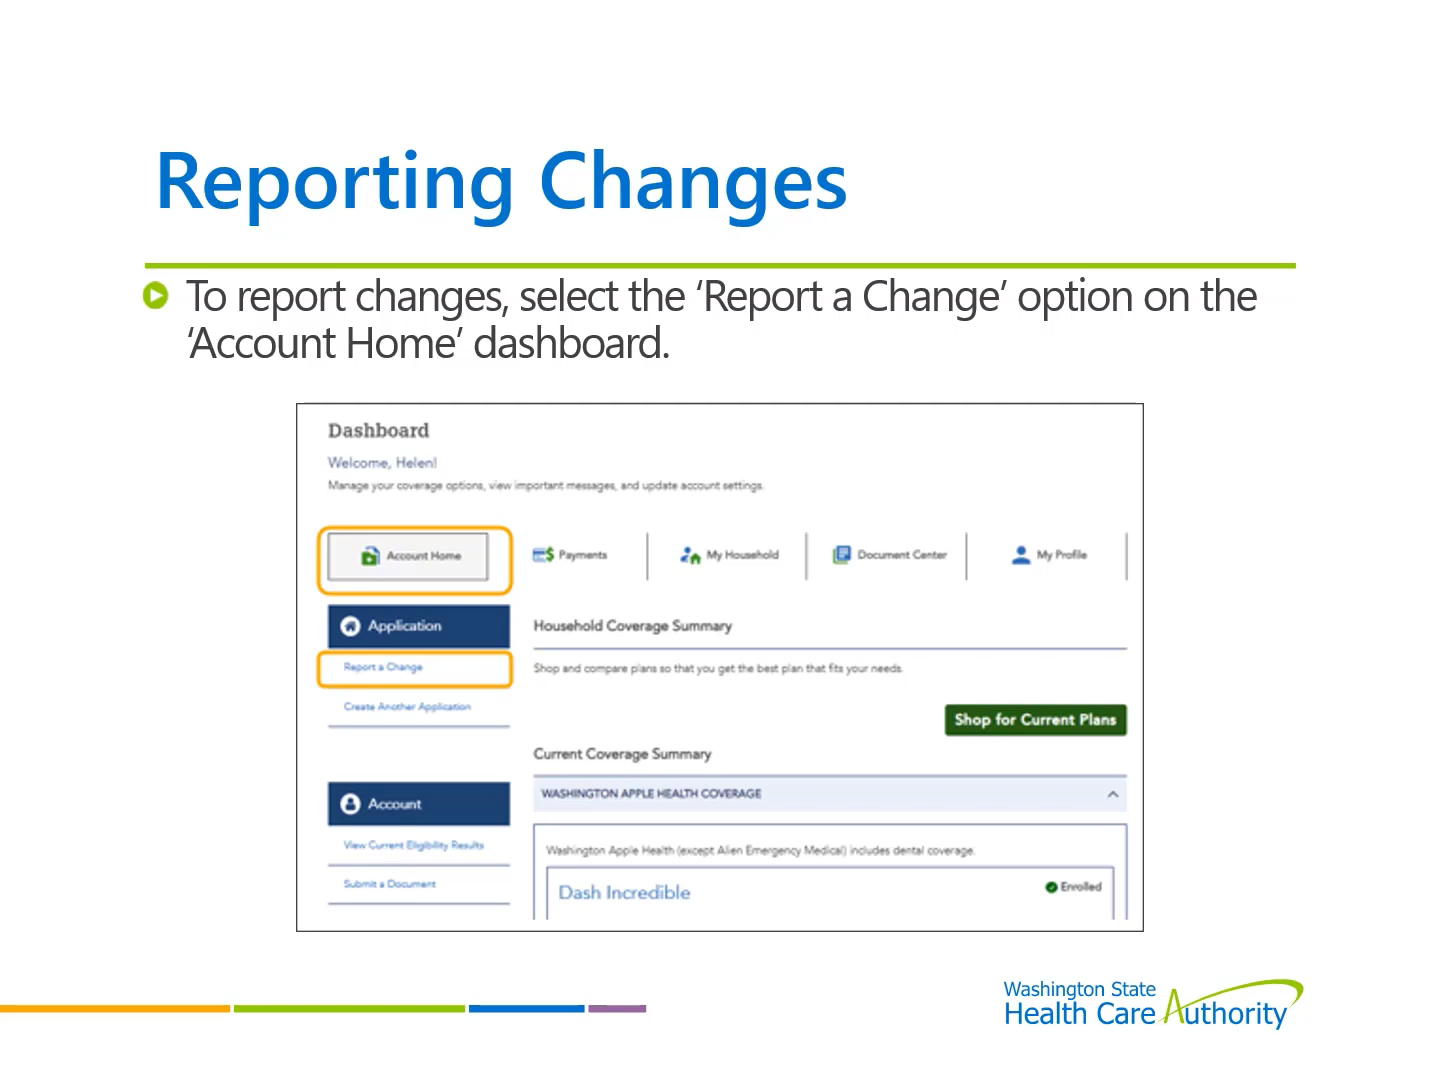 Reporting Changes
To report changes, select the ‘Report a Change’ option on the
‘Account Home’ dashboard.
Dashboard
Welcome, Helen!
Manage your coverage options, view important messages, and update account settings.
Account Home
Payments
My Household
Document Center
My Profile
Application
Report a Change
Create Another Application
Household Coverage Summary
Shop and compare plans so that you get the best plan that fits your needs.
Shop for Current Plans
Current Coverage Summary
WASHINGTON APPLE HEALTH COVERAGE
Account
View Current Eligibility Results
Submit a Document
Washington Apple Health (except Alien Emergency Medical) includes dental coverage.
Dash Incredible
Enrolled
Washington State
Health Care Authority